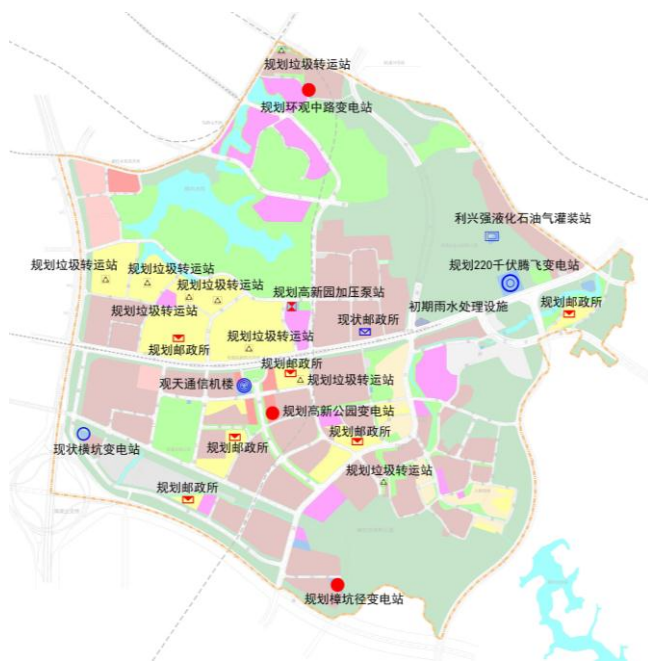 规划垃圾转运站
规划环观中路变电站
利兴强液化石油气灌装站
规划垃圾转运站
规划垃圾转运站
规划220千伏腾飞变电站
规划垃圾转运站
规划高新园加压泵站
规划邮政所
规划垃圾转运站
初期雨水处理设施
现状邮政所
规划垃圾转运站
规划邮政所
规划邮政所
观天通信机楼
规划垃圾转运站
规划高新公园变电站
规划邮政所
现状横坑变电站
规划邮政所
规划垃圾转运站
规划邮政所
规划樟坑径变电站